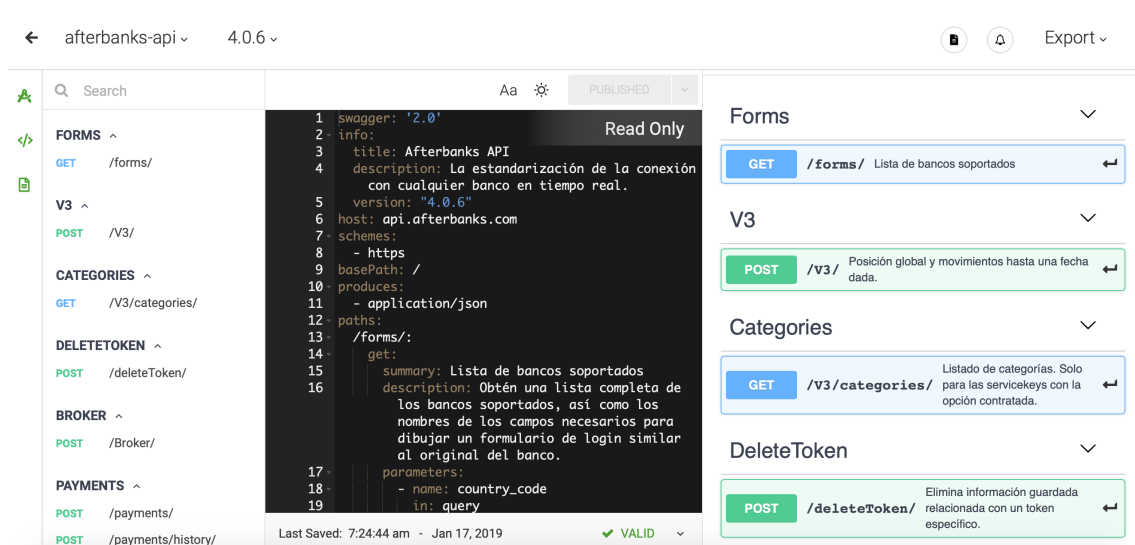 afterbanks-api
4.0.6
Export
Search
FORMS
GET /forms/
V3
POST /V3/
CATEGORIES
GET /V3/categories/
DELETETOKEN
POST /deleteToken/
BROKER
POST /Broker/
PAYMENTS
POST /payments/
POST /payments/history/
Aa
PUBLISHED
Read Only
1 swagger: '2.0'
2 info:
3 title: Afterbanks API
4 description: La estandarización de la conexión
con cualquier banco en tiempo real.
5 version: "4.0.6"
6 host: api.afterbanks.com
7 schemes:
8 - https
9 basePath: /
10 produces:
11 - application/json
12 paths:
13 /forms/:
14 get:
15 summary: Lista de bancos soportados
16 description: Obtén una lista completa de
los bancos soportados, así como los
nombres de los campos necesarios para
dibujar un formulario de login similar
al original del banco.
17 parameters:
18 - name: country_code
19 in: query
Last Saved: 7:24:44 am - Jan 17, 2019
VALID
Forms
GET /forms/ Lista de bancos soportados
V3
POST /V3/ Posición global y movimientos hasta una fecha
dada.
Categories
GET /V3/categories/ Listado de categorías. Solo
para las servicekeys con la
opción contratada.
DeleteToken
POST /deleteToken/ Elimina información guardada
relacionada con un token
específico.